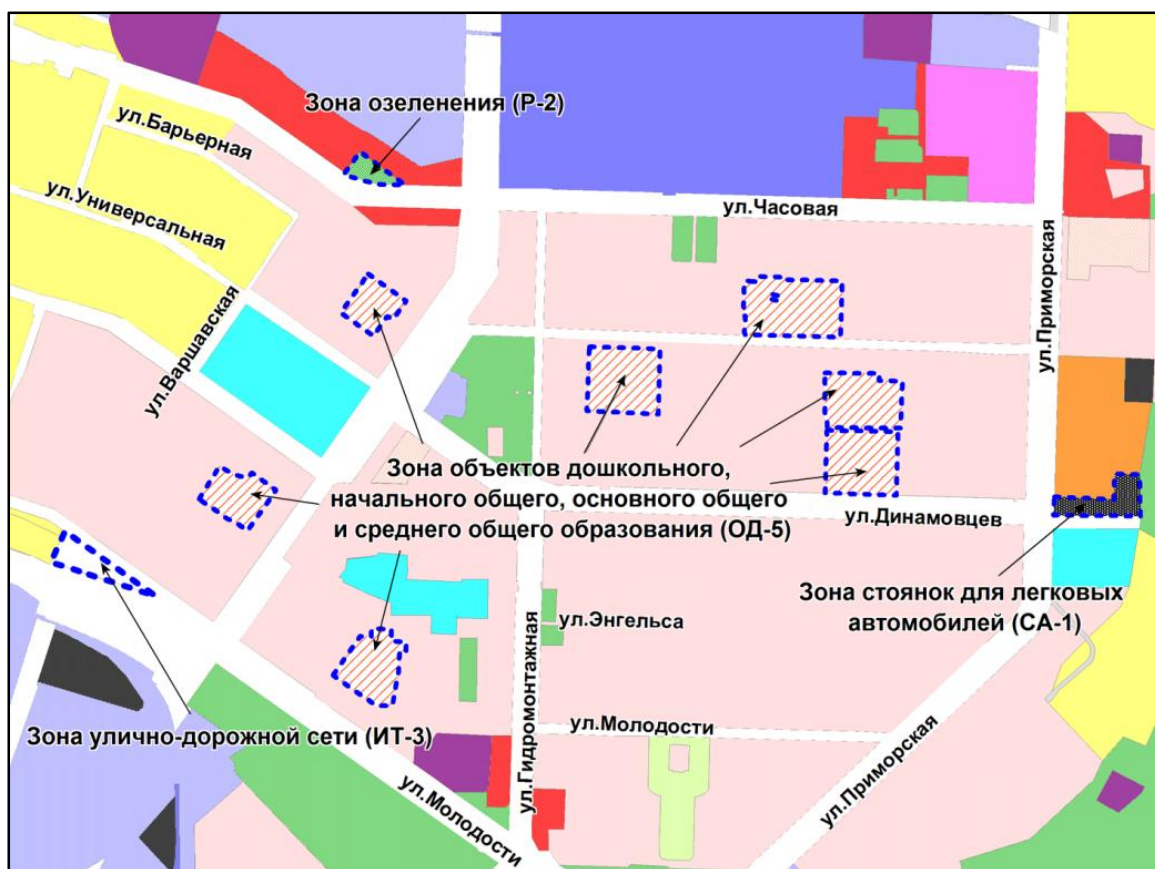 Зона озеленения (Р-2)
ул.Барьерная
ул.Универсальная
ул.Часовая
ул.Варшавская
ул.Приморская
Зона объектов дошкольного,
начального общего, основного общего
и среднего общего образования (ОД-5)
ул.Динамовцев
Зона стоянок для легковых
автомобилей (СА-1)
ул.Энгельса
ул.Гидромонтажная
Зона улично-дорожной сети (ИТ-3)
ул.Молодости
ул.Молодости
ул.Приморская